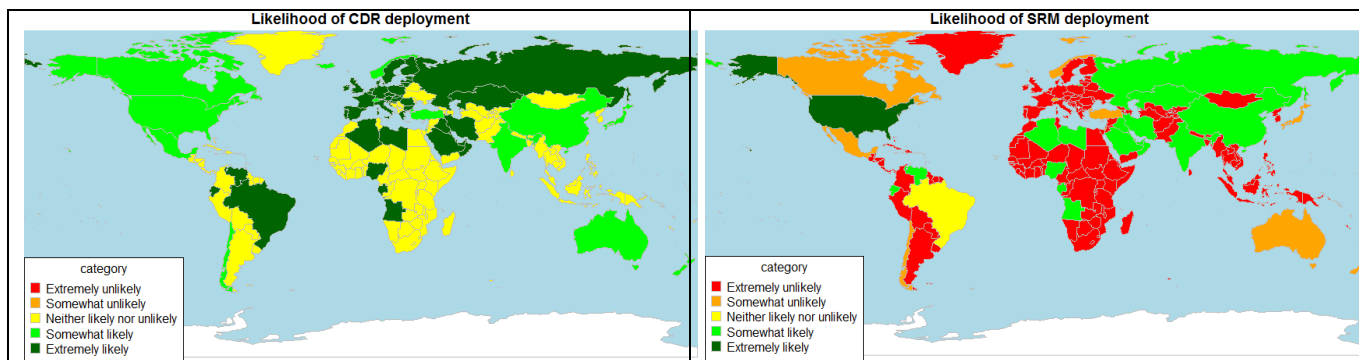 Likelihood of CDR deployment
category
Extremely unlikely
Somewhat unlikely
Neither likely nor unlikely
Somewhat likely
Extremely likely
Likelihood of SRM deployment
category
Extremely unlikely
Somewhat unlikely
Neither likely nor unlikely
Somewhat likely
Extremely likely